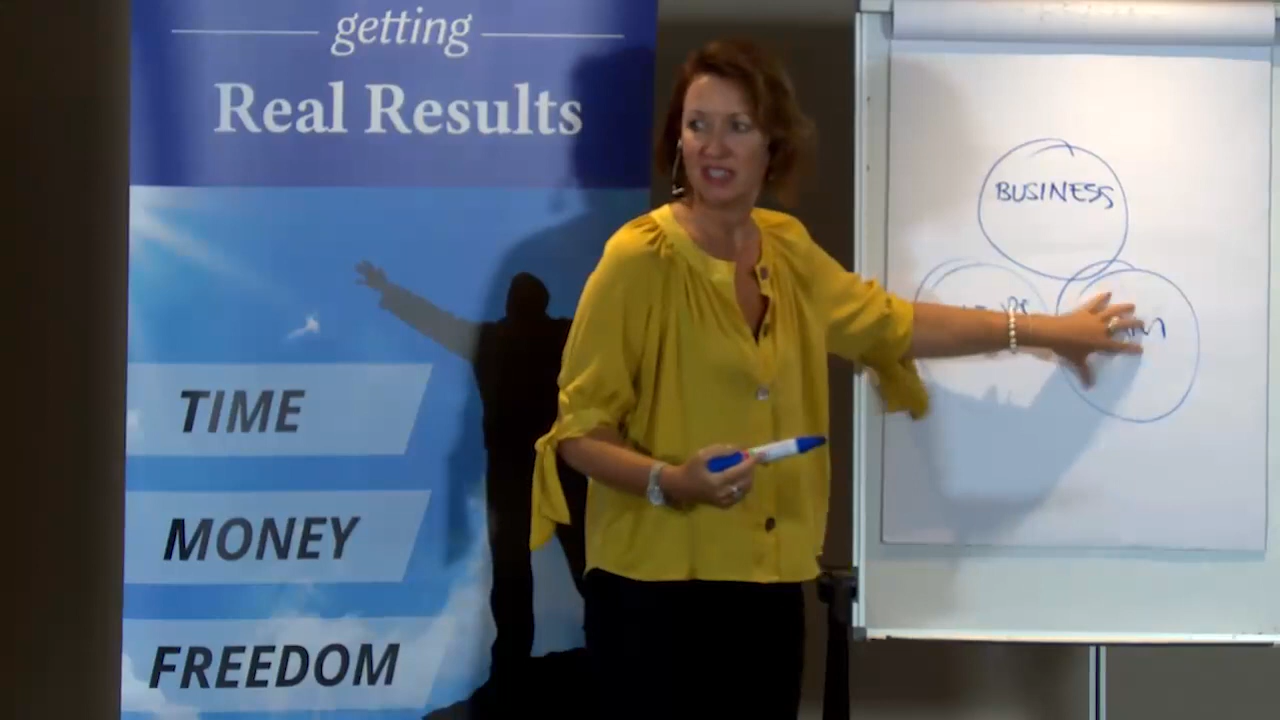 getting
Real Results
TIME
MONEY
FREEDOM
BUSINESS